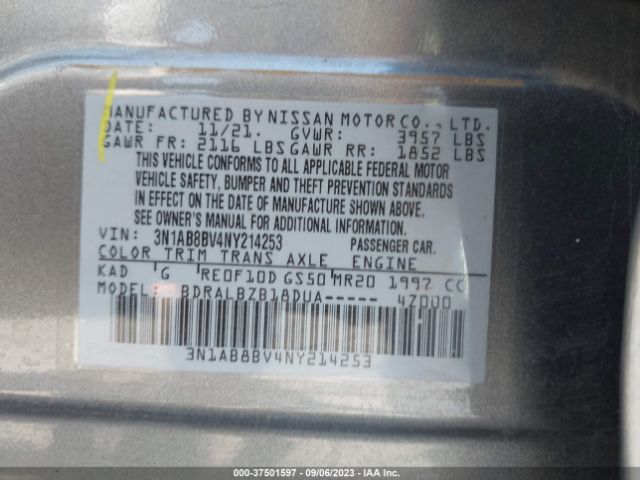 MANUFACTURED BY NISSAN MOTOR CO., LTD.
DATE: 11/21. GVWR: 3957 LBS
GAWR FR: 2116 LBS GAWR RR: 1852 LBS
THIS VEHICLE CONFORMS TO ALL APPLICABLE FEDERAL MOTOR
VEHICLE SAFETY, BUMPER AND THEFT PREVENTION STANDARDS
IN EFFECT ON THE DATE OF MANUFACTURE SHOWN ABOVE.
SEE OWNER'S MANUAL FOR ADDITIONAL INFORMATION.
VIN: 3N1AB8BV4NY214253 PASSENGER CAR.
COLOR TRIM TRANS AXLE ENGINE
KAD G RE0F10D GS50 MR20 1997 CC
MODEL: BDRALBZB18DUA----- 4Z000
3N1AB8BV4NY214253
000-37501597 - 09/06/2023 - IAA Inc.